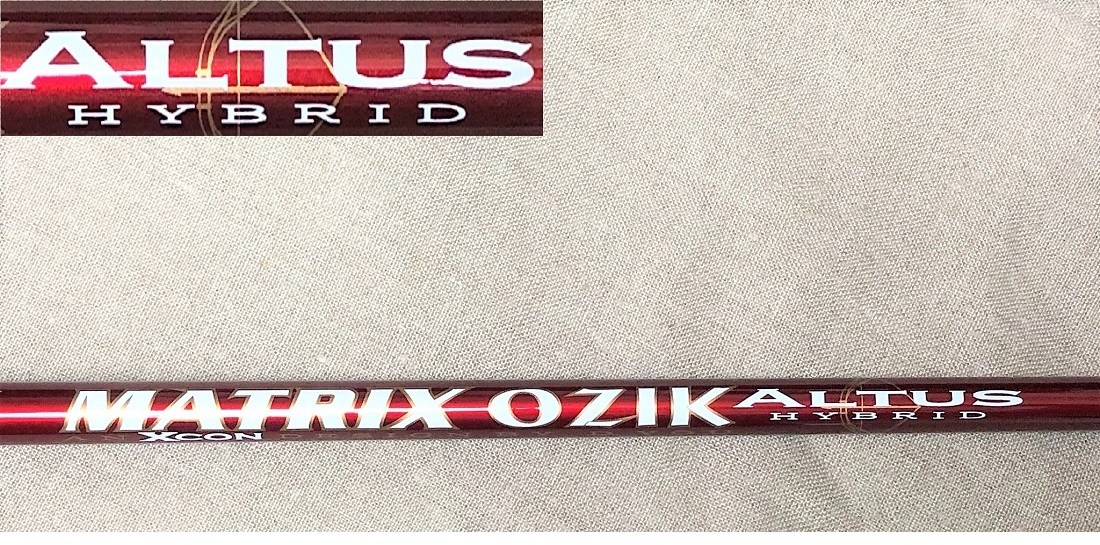 ALTUS
HYBRID
MATRIX OZIK ALTUS
HYBRID
XCON